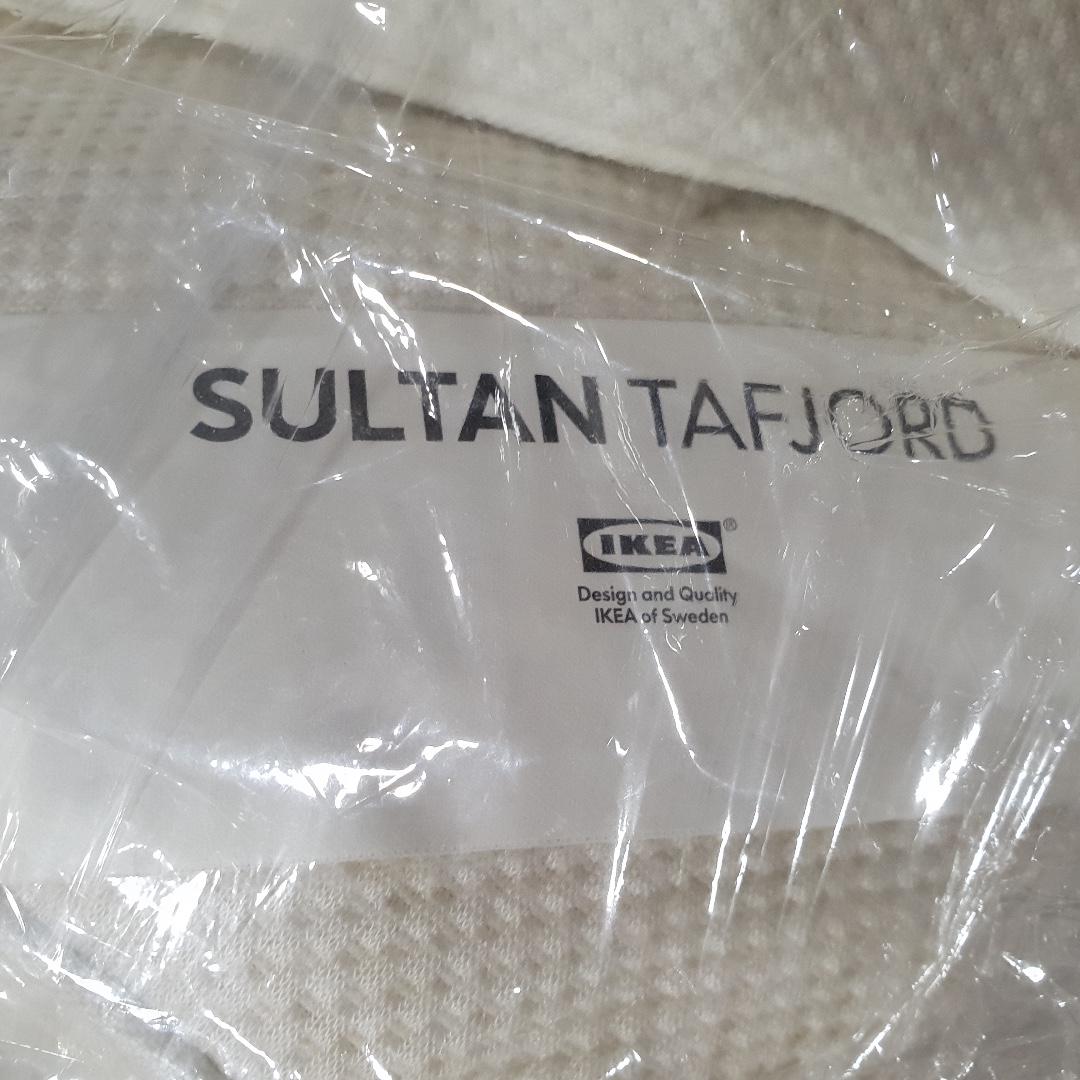 SULTAN TAFJORD
IKEA®
Design and Quality
IKEA of Sweden